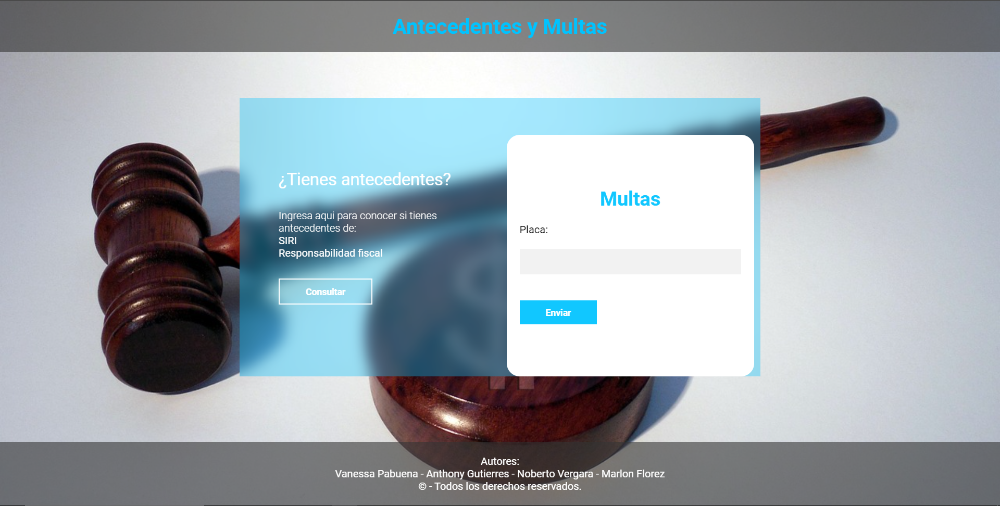 Antecedentes y Multas
¿Tienes antecedentes?
Ingresa aqui para conocer si tienes
antecedentes de:
SIRI
Responsabilidad fiscal
Consultar
Multas
Placa:
Enviar
Autores:
Vanessa Pabuena - Anthony Gutierres - Noberto Vergara - Marlon Florez
© - Todos los derechos reservados.